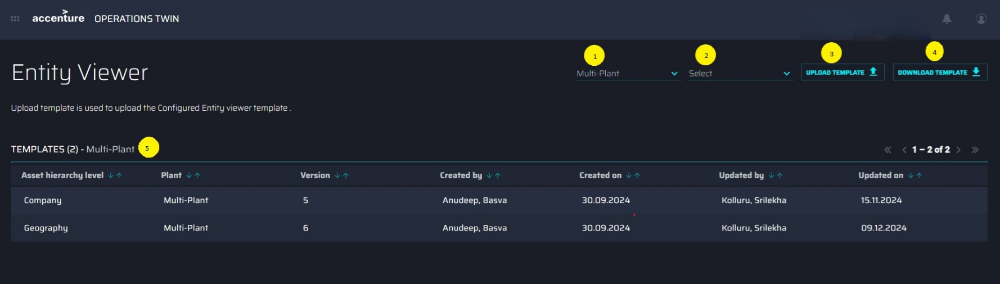 accenture OPERATIONS TWIN
1 2 3 4
Entity Viewer
Multi-Plant Select UPLOAD TEMPLATE DOWNLOAD TEMPLATE
Upload template is used to upload the Configured Entity viewer template .
TEMPLATES (2) - Multi-Plant 5 1 – 2 of 2
Asset hierarchy level Plant Version Created by Created on Updated by Updated on
Company Multi-Plant 5 Anudeep, Basva 30.09.2024 Kolluru, Srilekha 15.11.2024
Geography Multi-Plant 6 Anudeep, Basva 30.09.2024 Kolluru, Srilekha 09.12.2024